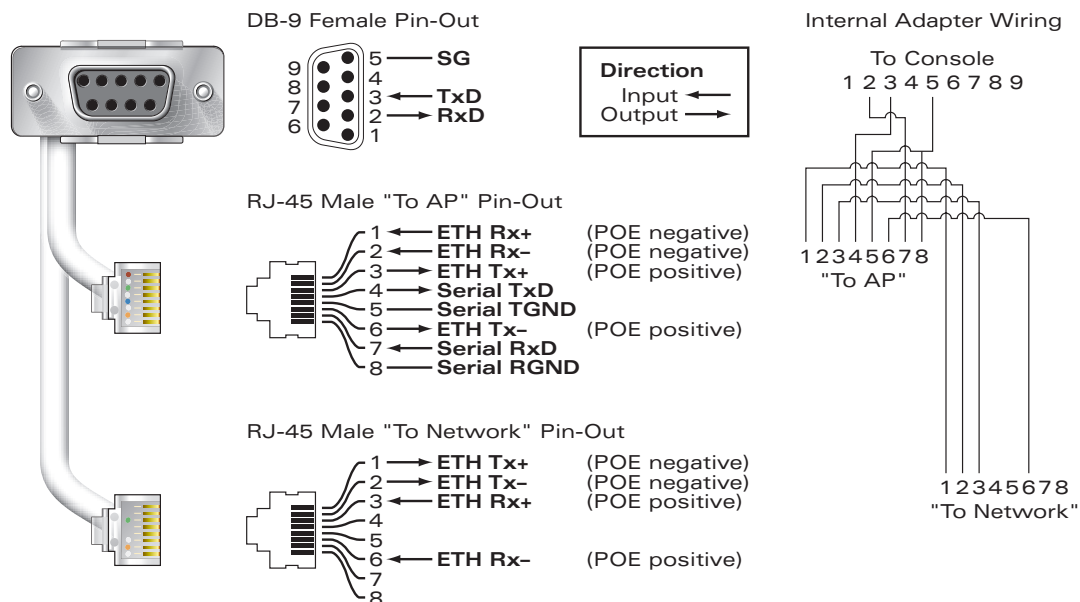 DB-9 Female Pin-Out
5 SG
9
4
8
3 TxD
7
2 RxD
6
1
Direction
Input
Output
RJ-45 Male "To AP" Pin-Out
1 ETH Rx+ (POE negative)
2 ETH Rx– (POE negative)
3 ETH Tx+ (POE positive)
4 Serial TxD
5 Serial TGND
6 ETH Tx– (POE positive)
7 Serial RxD
8 Serial RGND
RJ-45 Male "To Network" Pin-Out
1 ETH Tx+ (POE negative)
2 ETH Tx– (POE negative)
3 ETH Rx+ (POE positive)
4
5
6 ETH Rx– (POE positive)
7
8
Internal Adapter Wiring
To Console
1 2 3 4 5 6 7 8 9
12345678
"To AP"
12345678
"To Network"